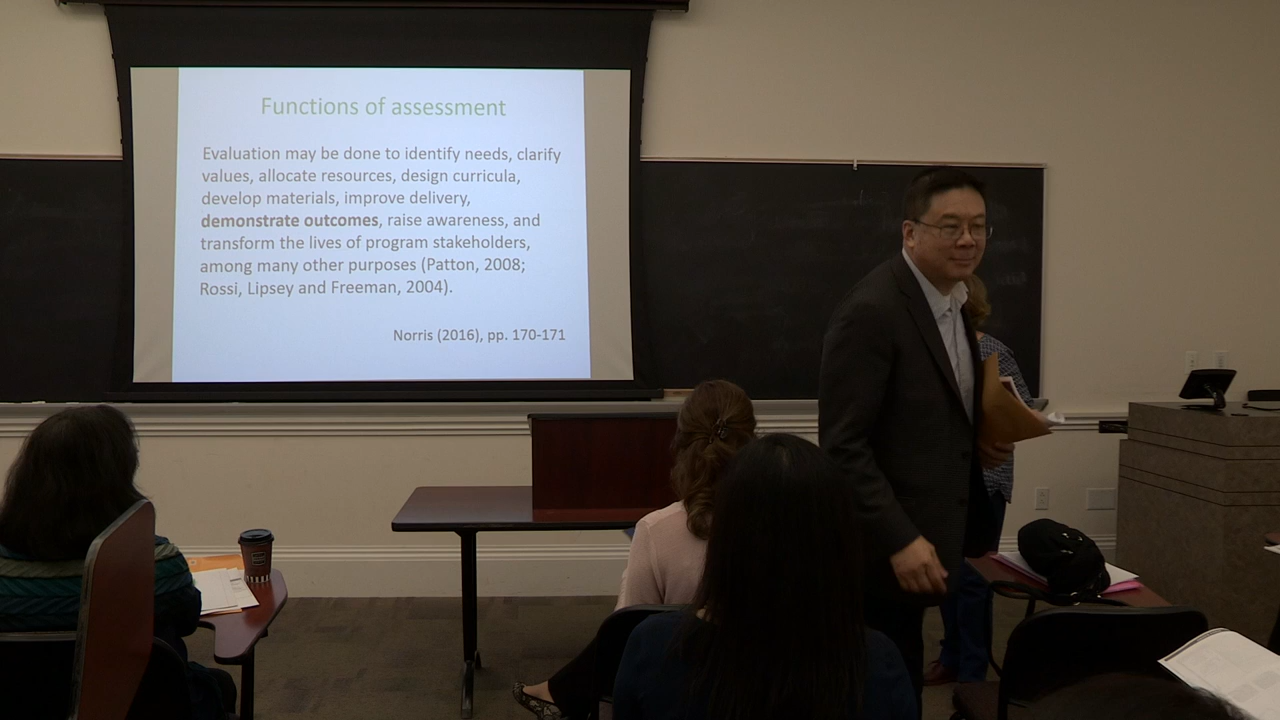 Functions of assessment
Evaluation may be done to identify needs, clarify
values, allocate resources, design curricula,
develop materials, improve delivery,
demonstrate outcomes, raise awareness, and
transform the lives of program stakeholders,
among many other purposes (Patton, 2008;
Rossi, Lipsey and Freeman, 2004).
Norris (2016), pp. 170-171